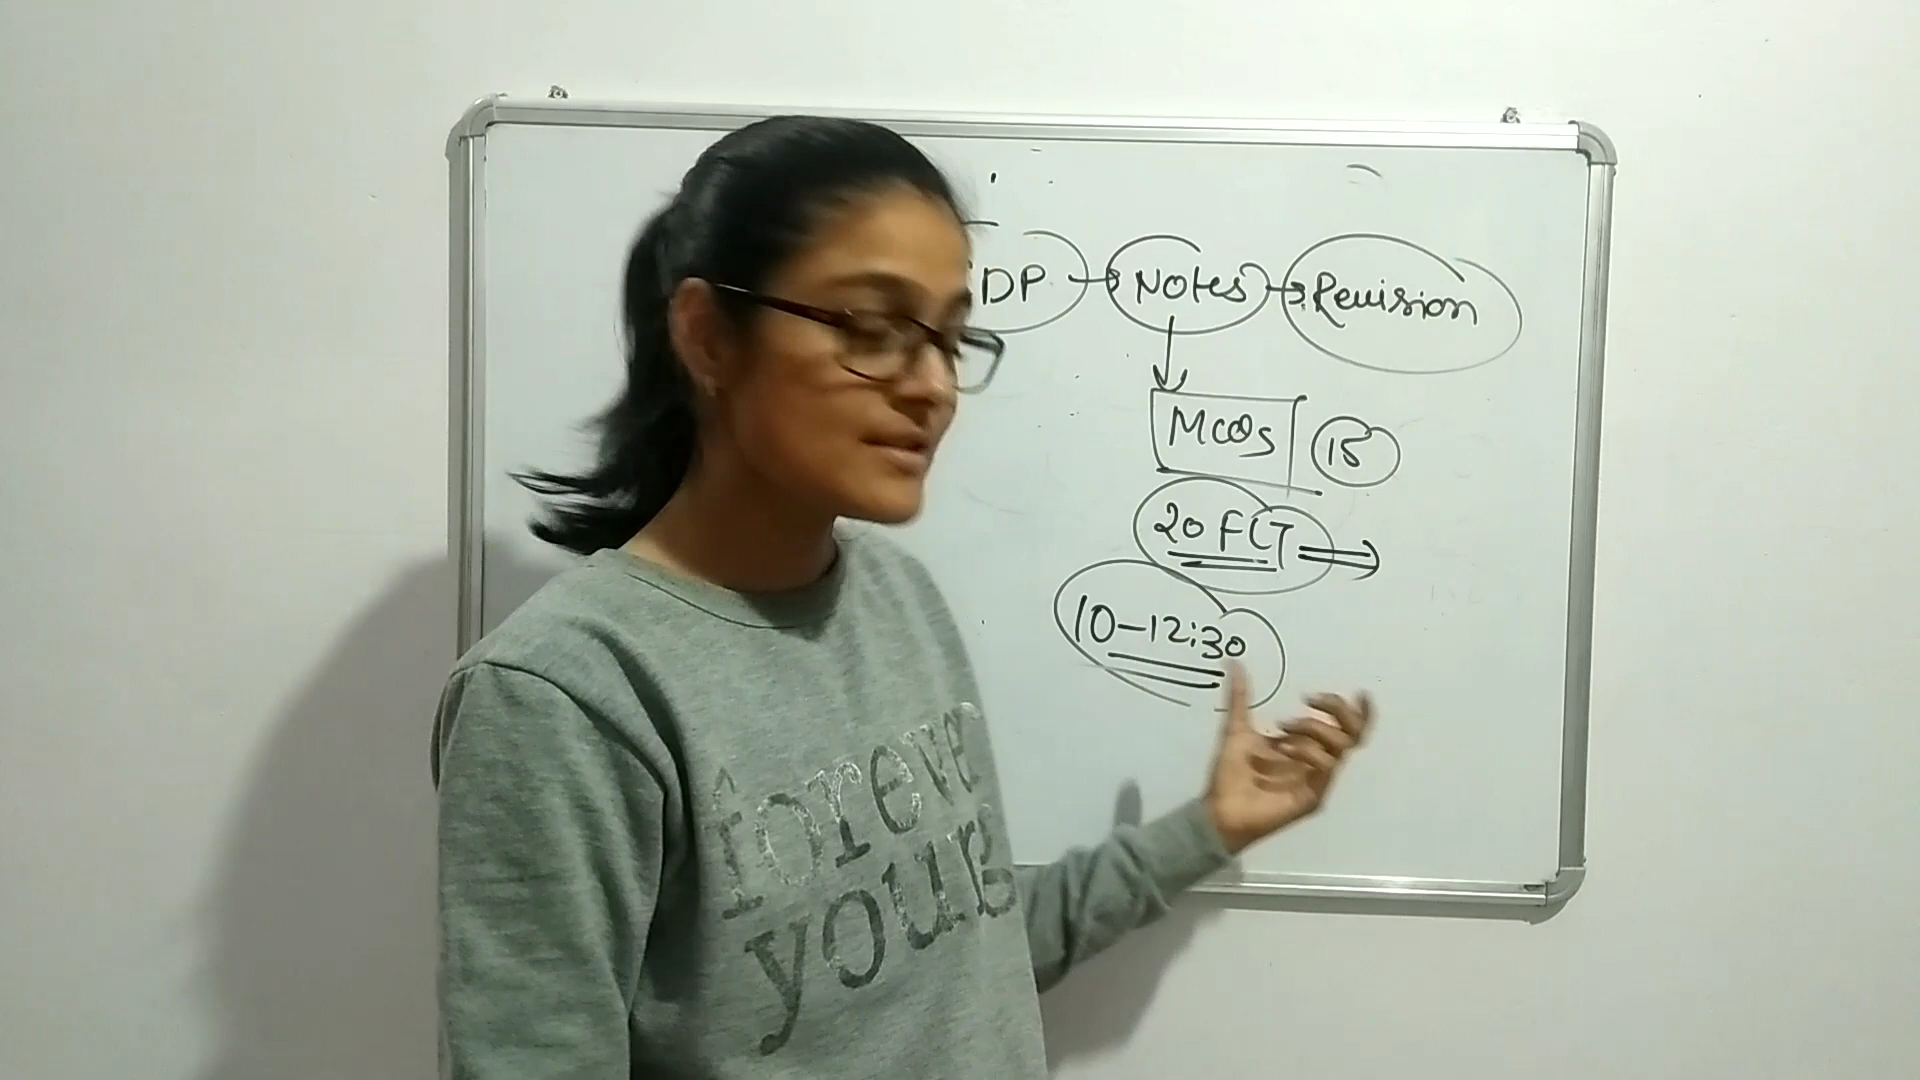 DP → Notes → Revision
MCQs 15
20 FLT
10-12:30
forever
yours